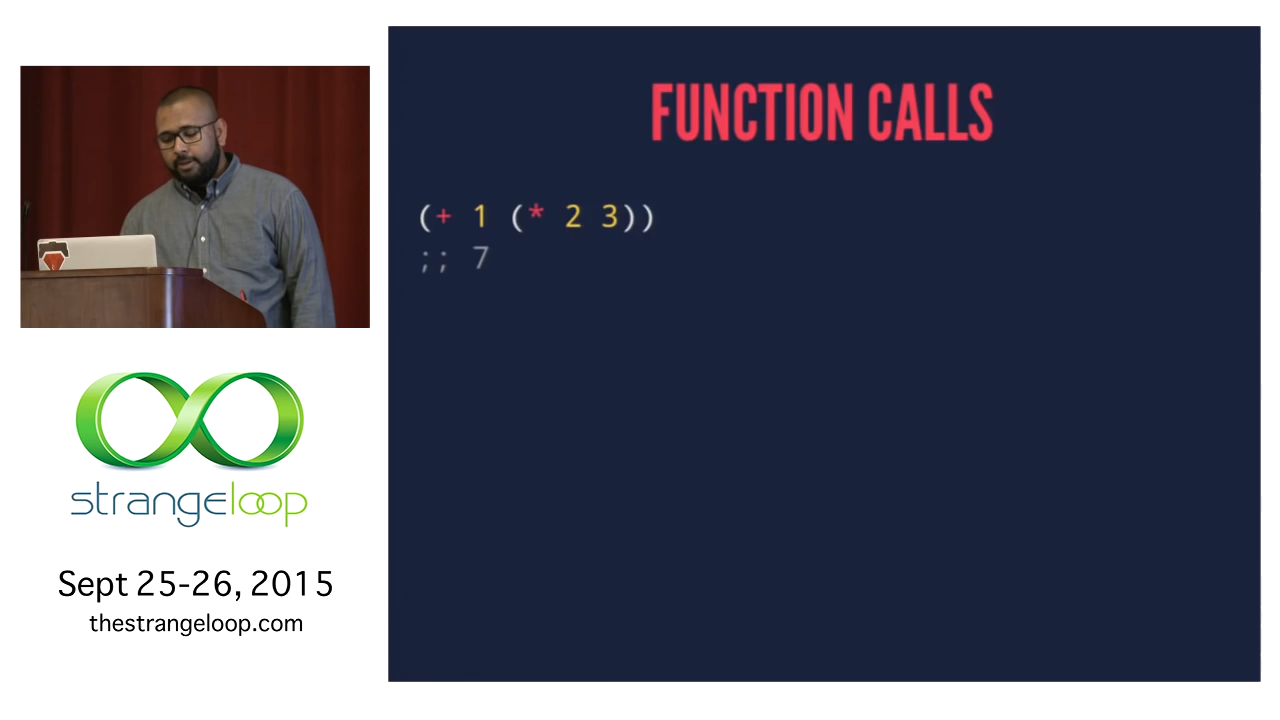 FUNCTION CALLS
(+ 1 (* 2 3))
;; 7
strangeloop
Sept 25-26, 2015
thestrangeloop.com